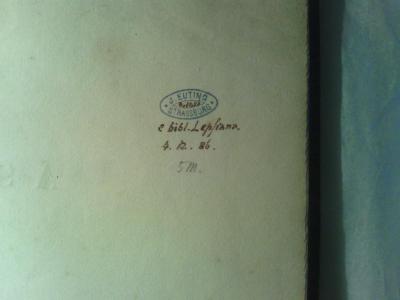 J. EUTING
STRASSBURG
e bibl. Lepsiana.
4. 12. 86.
5 M.